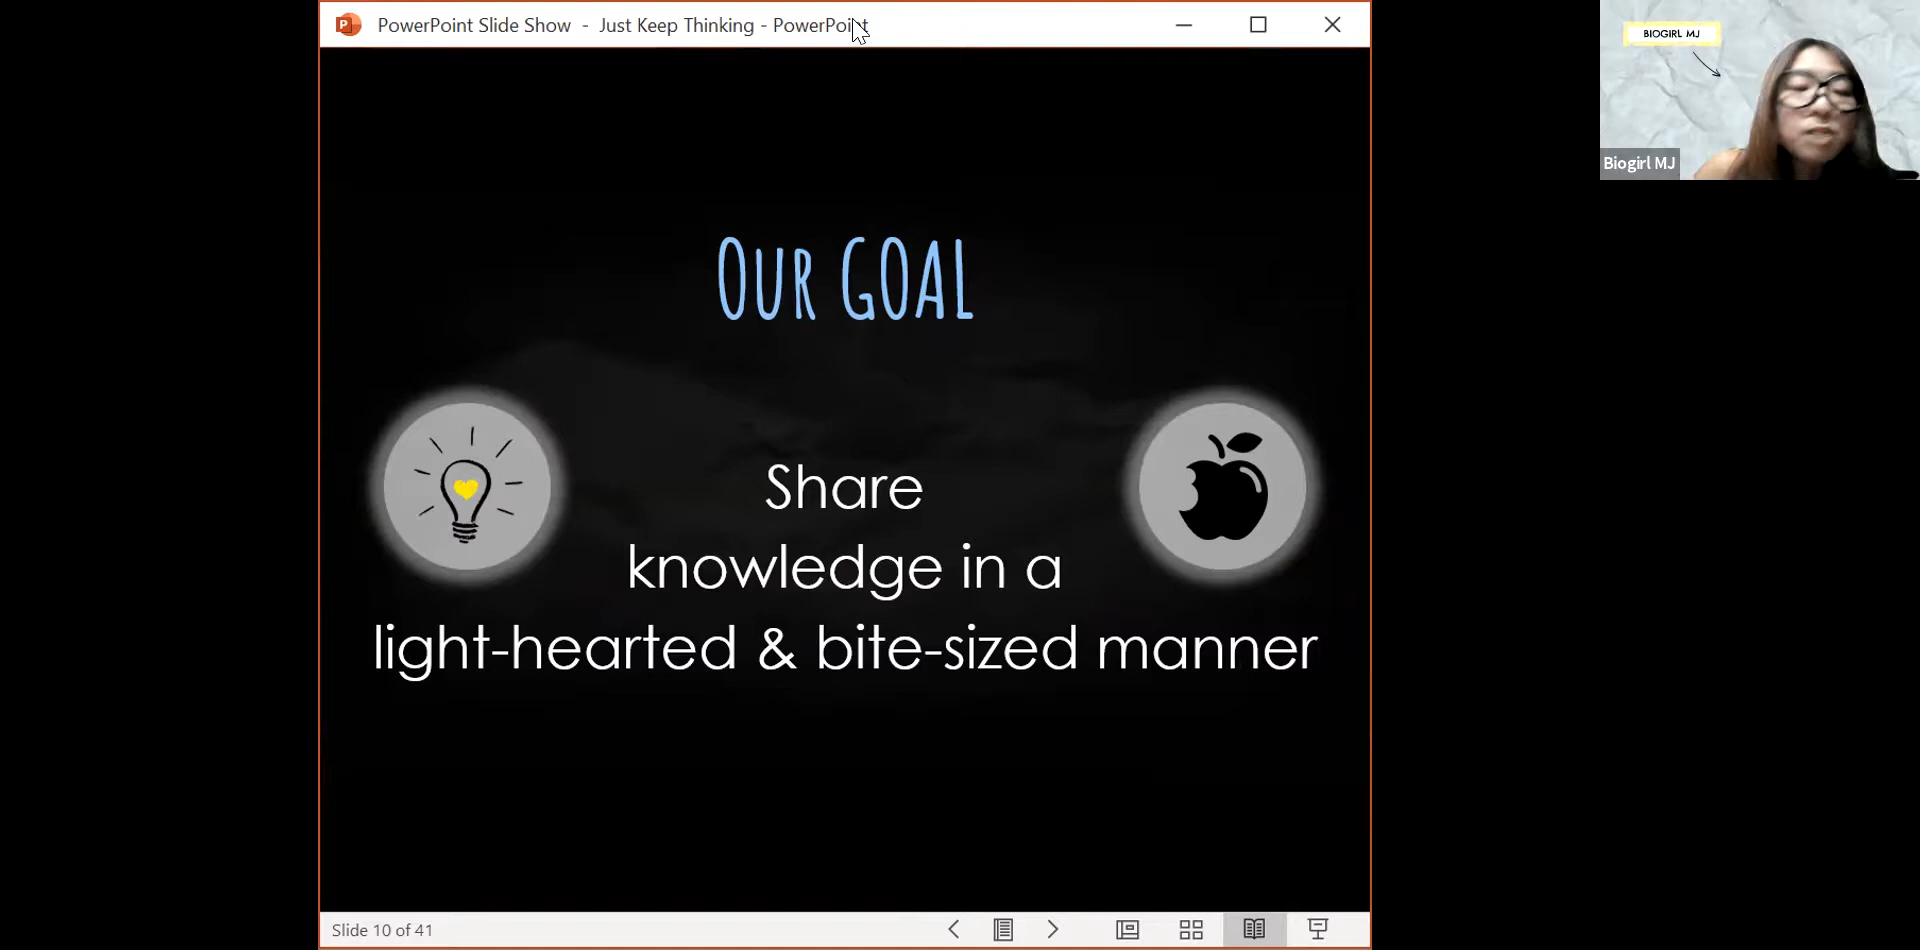 PowerPoint Slide Show - Just Keep Thinking - PowerPoint
BIOGIRL MJ
Biogirl MJ
OUR GOAL
Share
knowledge in a
light-hearted & bite-sized manner
Slide 10 of 41